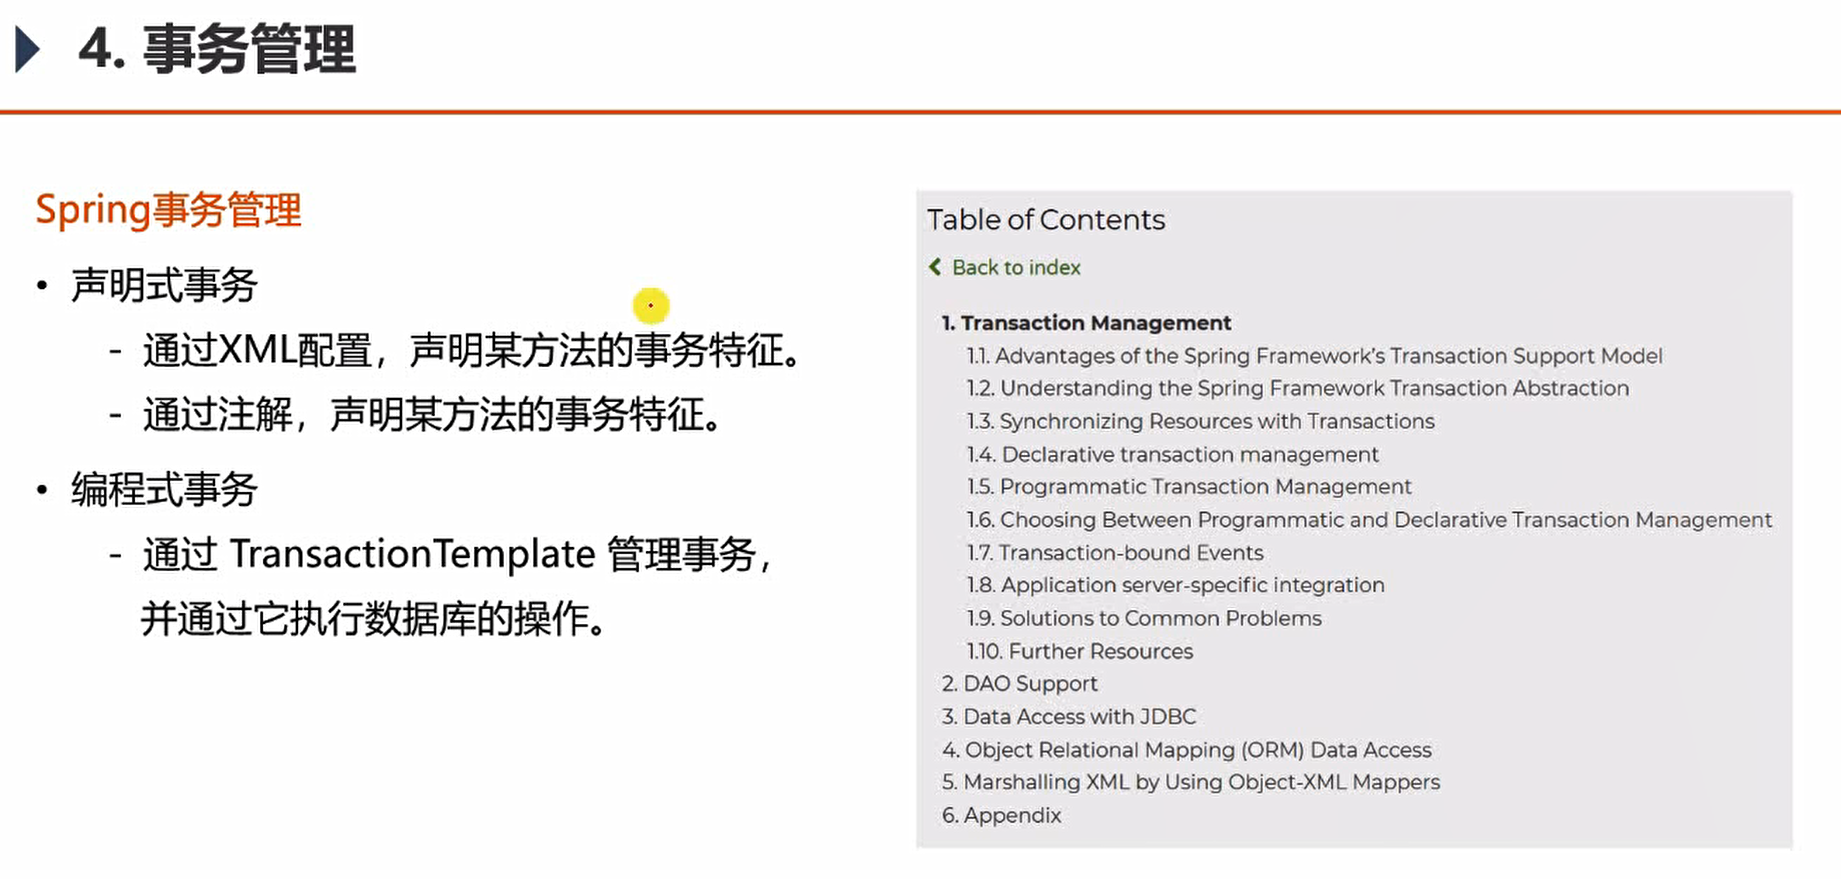 4. 事务管理
Spring事务管理
• 声明式事务
- 通过XML配置，声明某方法的事务特征。
- 通过注解，声明某方法的事务特征。
• 编程式事务
- 通过 TransactionTemplate 管理事务，
并通过它执行数据库的操作。
Table of Contents
Back to index
1. Transaction Management
1.1. Advantages of the Spring Framework's Transaction Support Model
1.2. Understanding the Spring Framework Transaction Abstraction
1.3. Synchronizing Resources with Transactions
1.4. Declarative transaction management
1.5. Programmatic Transaction Management
1.6. Choosing Between Programmatic and Declarative Transaction Management
1.7. Transaction-bound Events
1.8. Application server-specific integration
1.9. Solutions to Common Problems
1.10. Further Resources
2. DAO Support
3. Data Access with JDBC
4. Object Relational Mapping (ORM) Data Access
5. Marshalling XML by Using Object-XML Mappers
6. Appendix